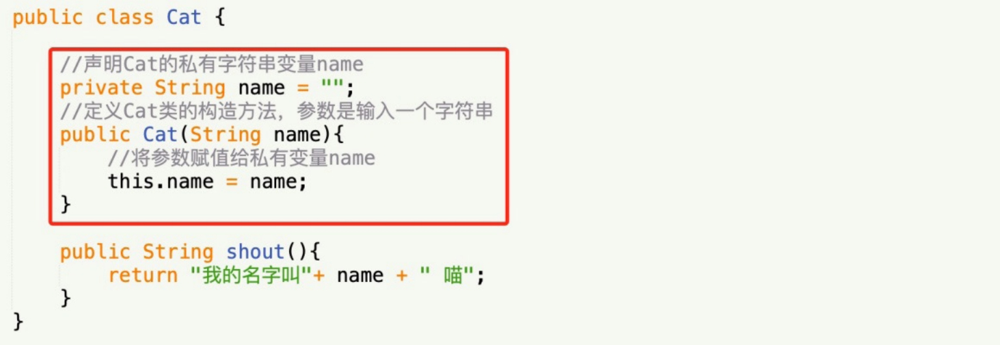 public class Cat {
//声明Cat的私有字符串变量name
private String name = "";
//定义Cat类的构造方法，参数是输入一个字符串
public Cat(String name){
//将参数赋值给私有变量name
this.name = name;
}
public String shout(){
return "我的名字叫"+ name + " 喵";
}
}